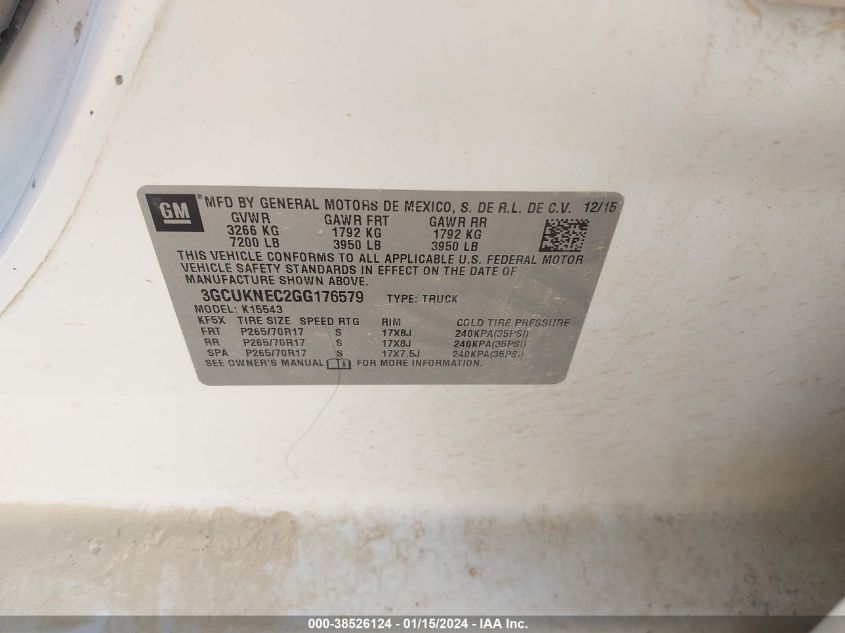 GM ® MFD BY GENERAL MOTORS DE MEXICO, S. DE R.L. DE C.V. 12/15
GVWR GAWR FRT GAWR RR
3266 KG 1792 KG 1792 KG
7200 LB 3950 LB 3950 LB
THIS VEHICLE CONFORMS TO ALL APPLICABLE U.S. FEDERAL MOTOR
VEHICLE SAFETY STANDARDS IN EFFECT ON THE DATE OF
MANUFACTURE SHOWN ABOVE.
3GCUKNEC2GG176579 TYPE: TRUCK
MODEL: K15543
KF5X TIRE SIZE SPEED RTG RIM COLD TIRE PRESSURE
FRT P265/70R17 S 17X8J 240KPA(35PSI)
RR P265/70R17 S 17X8J 240KPA(35PSI)
SPA P265/70R17 S 17X7.5J 240KPA(35PSI)
SEE OWNER'S MANUAL FOR MORE INFORMATION.
000-38526124 - 01/15/2024 - IAA Inc.